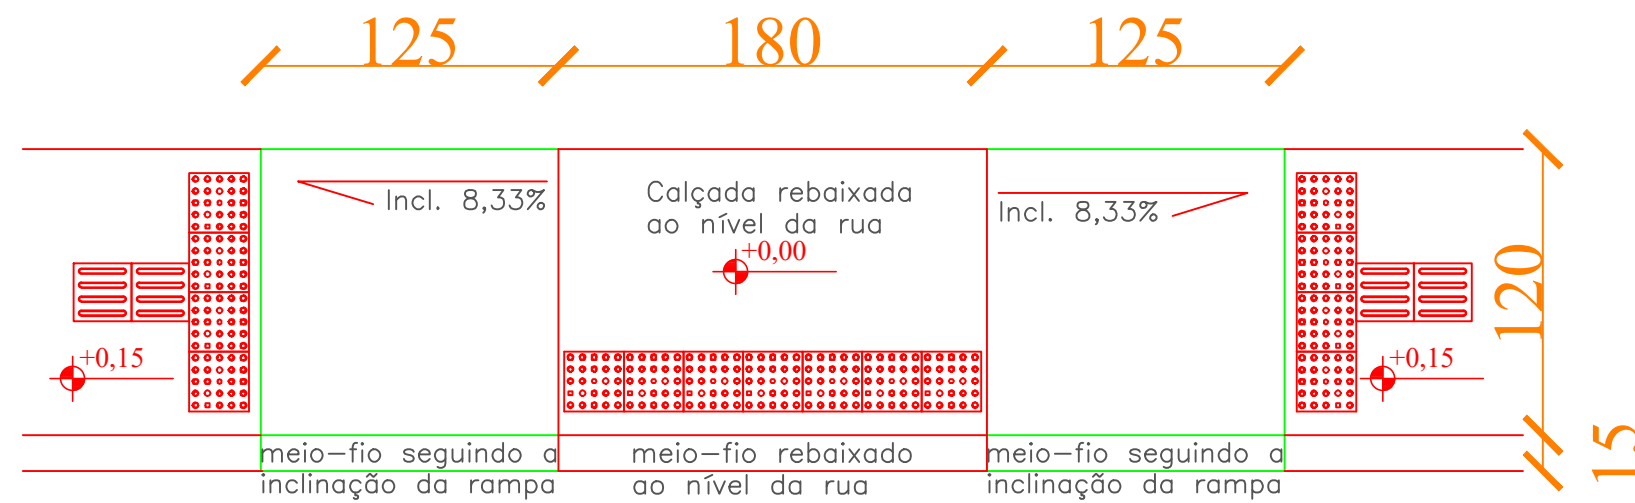 125 180 125
Incl. 8,33%
Calçada rebaixada
ao nível da rua
Incl. 8,33%
+0,00
120
+0,15
+0,15
meio-fio seguindo a
inclinação da rampa
meio-fio rebaixado
ao nível da rua
meio-fio seguindo a
inclinação da rampa
15